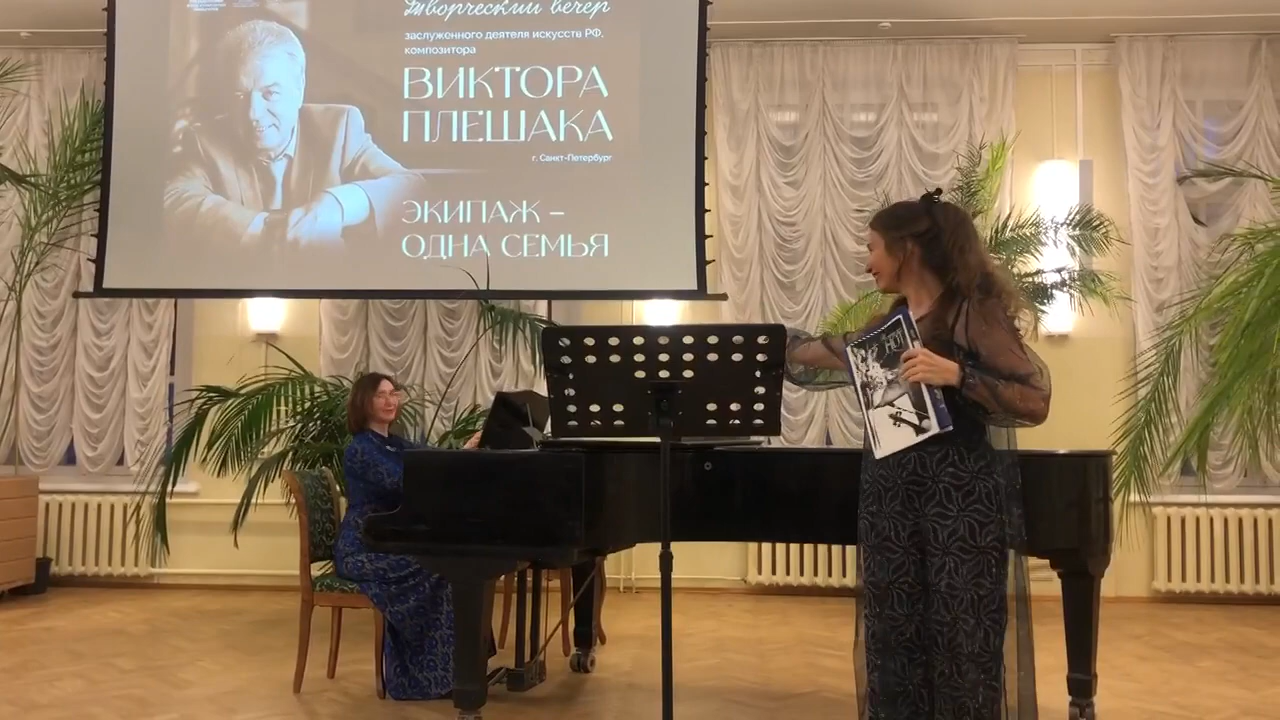 Творческий вечер
заслуженного деятеля искусств РФ,
композитора
ВИКТОРА
ПЛЕШАКА
г. Санкт-Петербург
ЭКИПАЖ –
ОДНА СЕМЬЯ